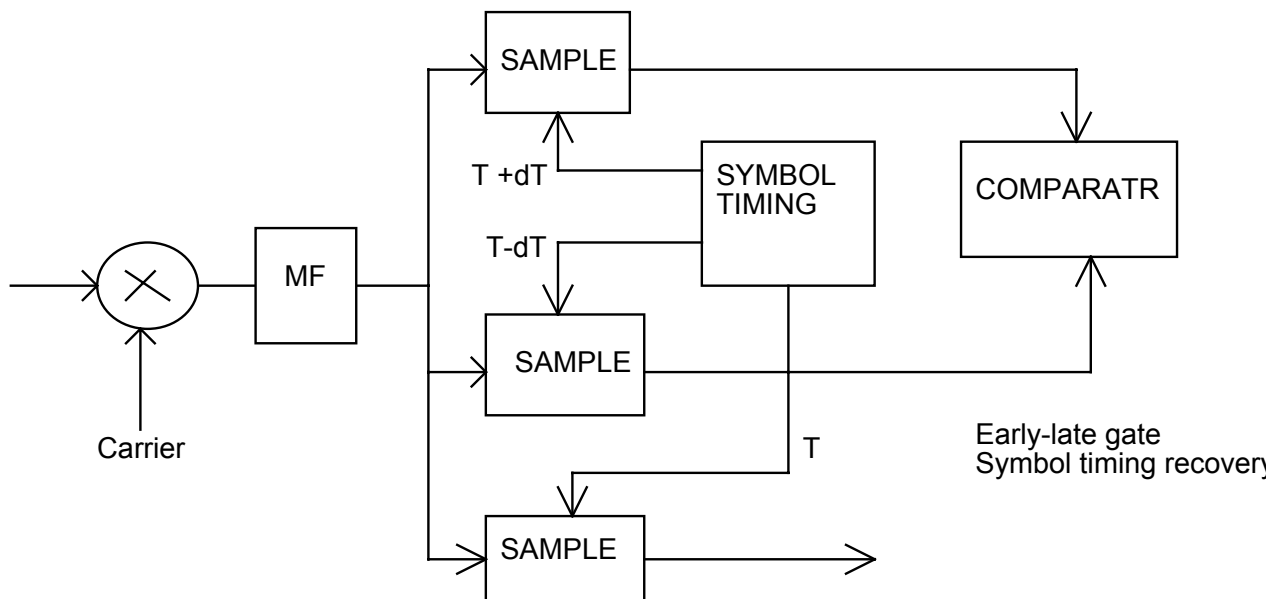 SAMPLE
T +dT
SYMBOL
TIMING
COMPARATR
T-dT
MF
SAMPLE
Carrier
T
Early-late gate
Symbol timing recovery
SAMPLE